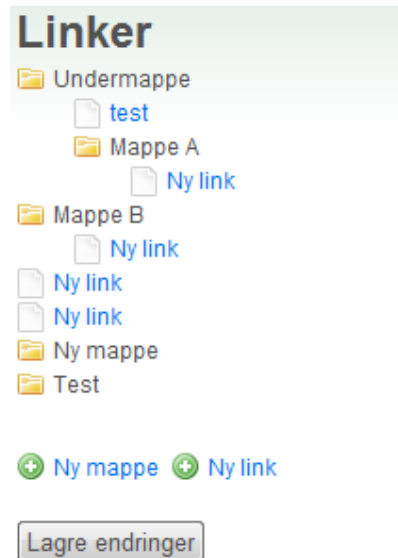 Linker
Undermappe
test
Mappe A
Ny link
Mappe B
Ny link
Ny link
Ny link
Ny mappe
Test
Ny mappe Ny link
Lagre endringer